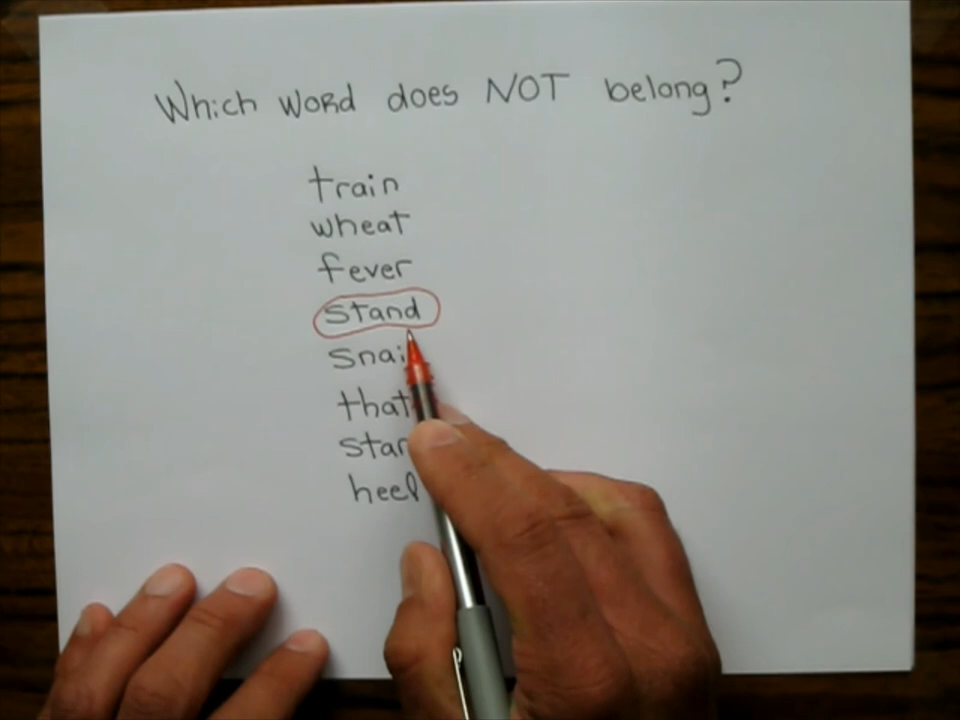 Which word does NOT belong?
train
wheat
fever
stand
that
heel